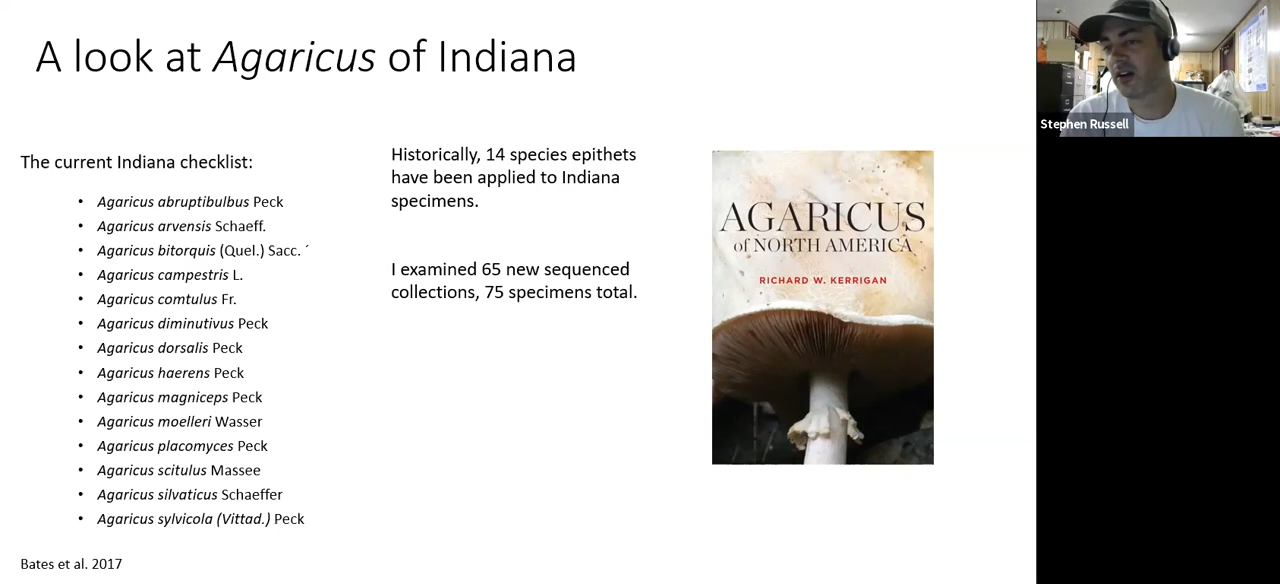 A look at Agaricus of Indiana
The current Indiana checklist:
• Agaricus abruptibulbus Peck
• Agaricus arvensis Schaeff.
• Agaricus bitorquis (Quel.) Sacc. ´
• Agaricus campestris L.
• Agaricus comtulus Fr.
• Agaricus diminutivus Peck
• Agaricus dorsalis Peck
• Agaricus haerens Peck
• Agaricus magniceps Peck
• Agaricus moelleri Wasser
• Agaricus placomyces Peck
• Agaricus scitulus Massee
• Agaricus silvaticus Schaeffer
• Agaricus sylvicola (Vittad.) Peck
Bates et al. 2017
Historically, 14 species epithets
have been applied to Indiana
specimens.
I examined 65 new sequenced
collections, 75 specimens total.
AGARICUS
of NORTH AMERICA
RICHARD W. KERRIGAN
Stephen Russell